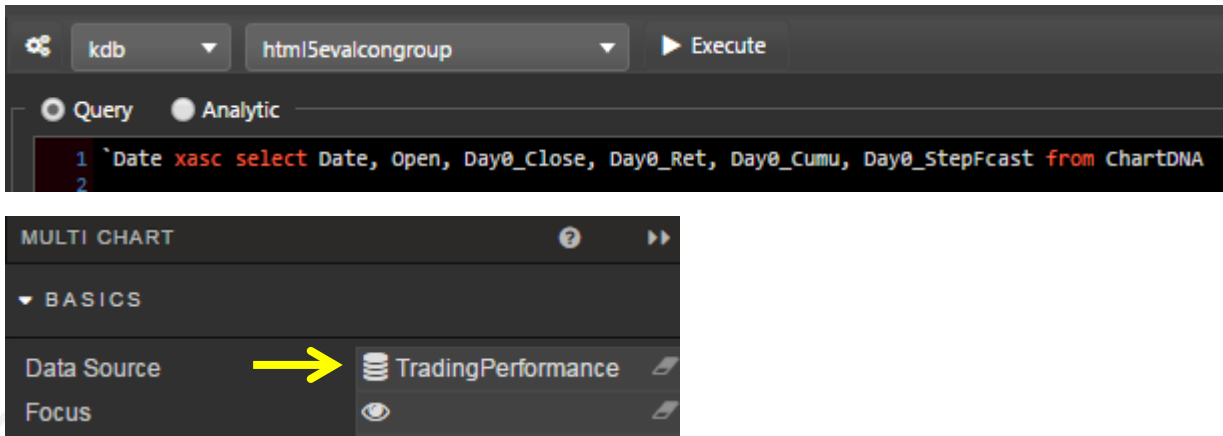 kdb html5evalcongroup Execute
Query Analytic
1 `Date xasc select Date, Open, Day0_Close, Day0_Ret, Day0_Cumu, Day0_StepFcast from ChartDNA
2
MULTI CHART ?
BASICS
Data Source TradingPerformance
Focus